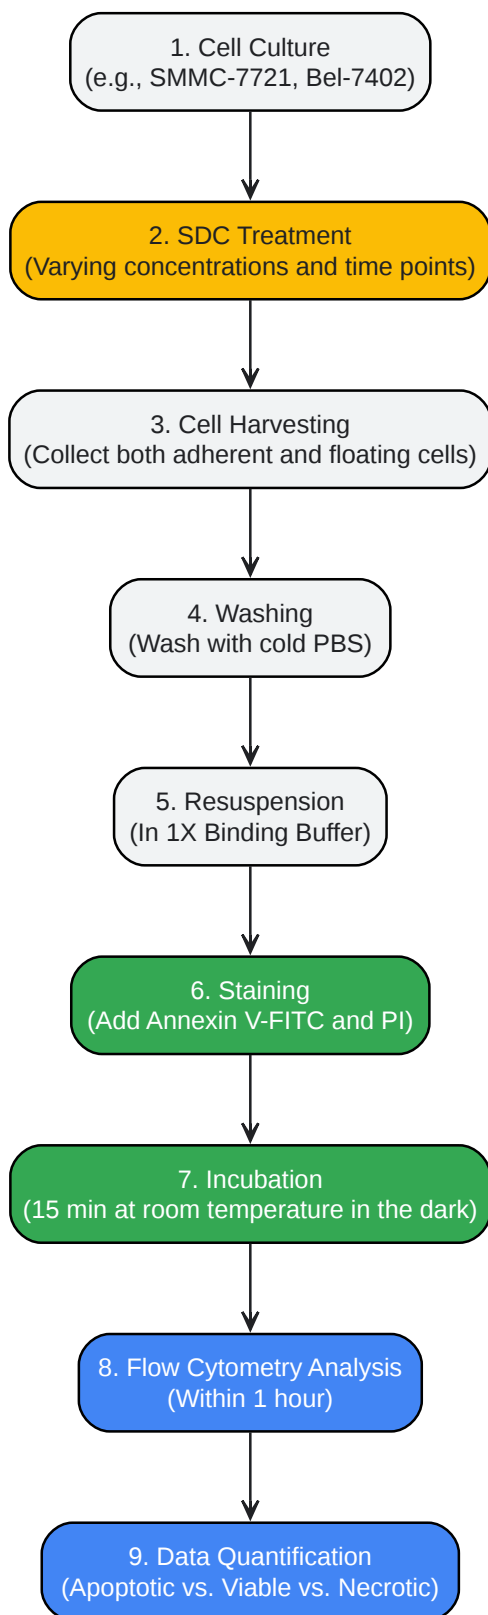 1. Cell Culture
(e.g., SMMC-7721, Bel-7402)
2. SDC Treatment
(Varying concentrations and time points)
3. Cell Harvesting
(Collect both adherent and floating cells)
4. Washing
(Wash with cold PBS)
5. Resuspension
(In 1X Binding Buffer)
6. Staining
(Add Annexin V-FITC and PI)
7. Incubation
(15 min at room temperature in the dark)
8. Flow Cytometry Analysis
(Within 1 hour)
9. Data Quantification
(Apoptotic vs. Viable vs. Necrotic)